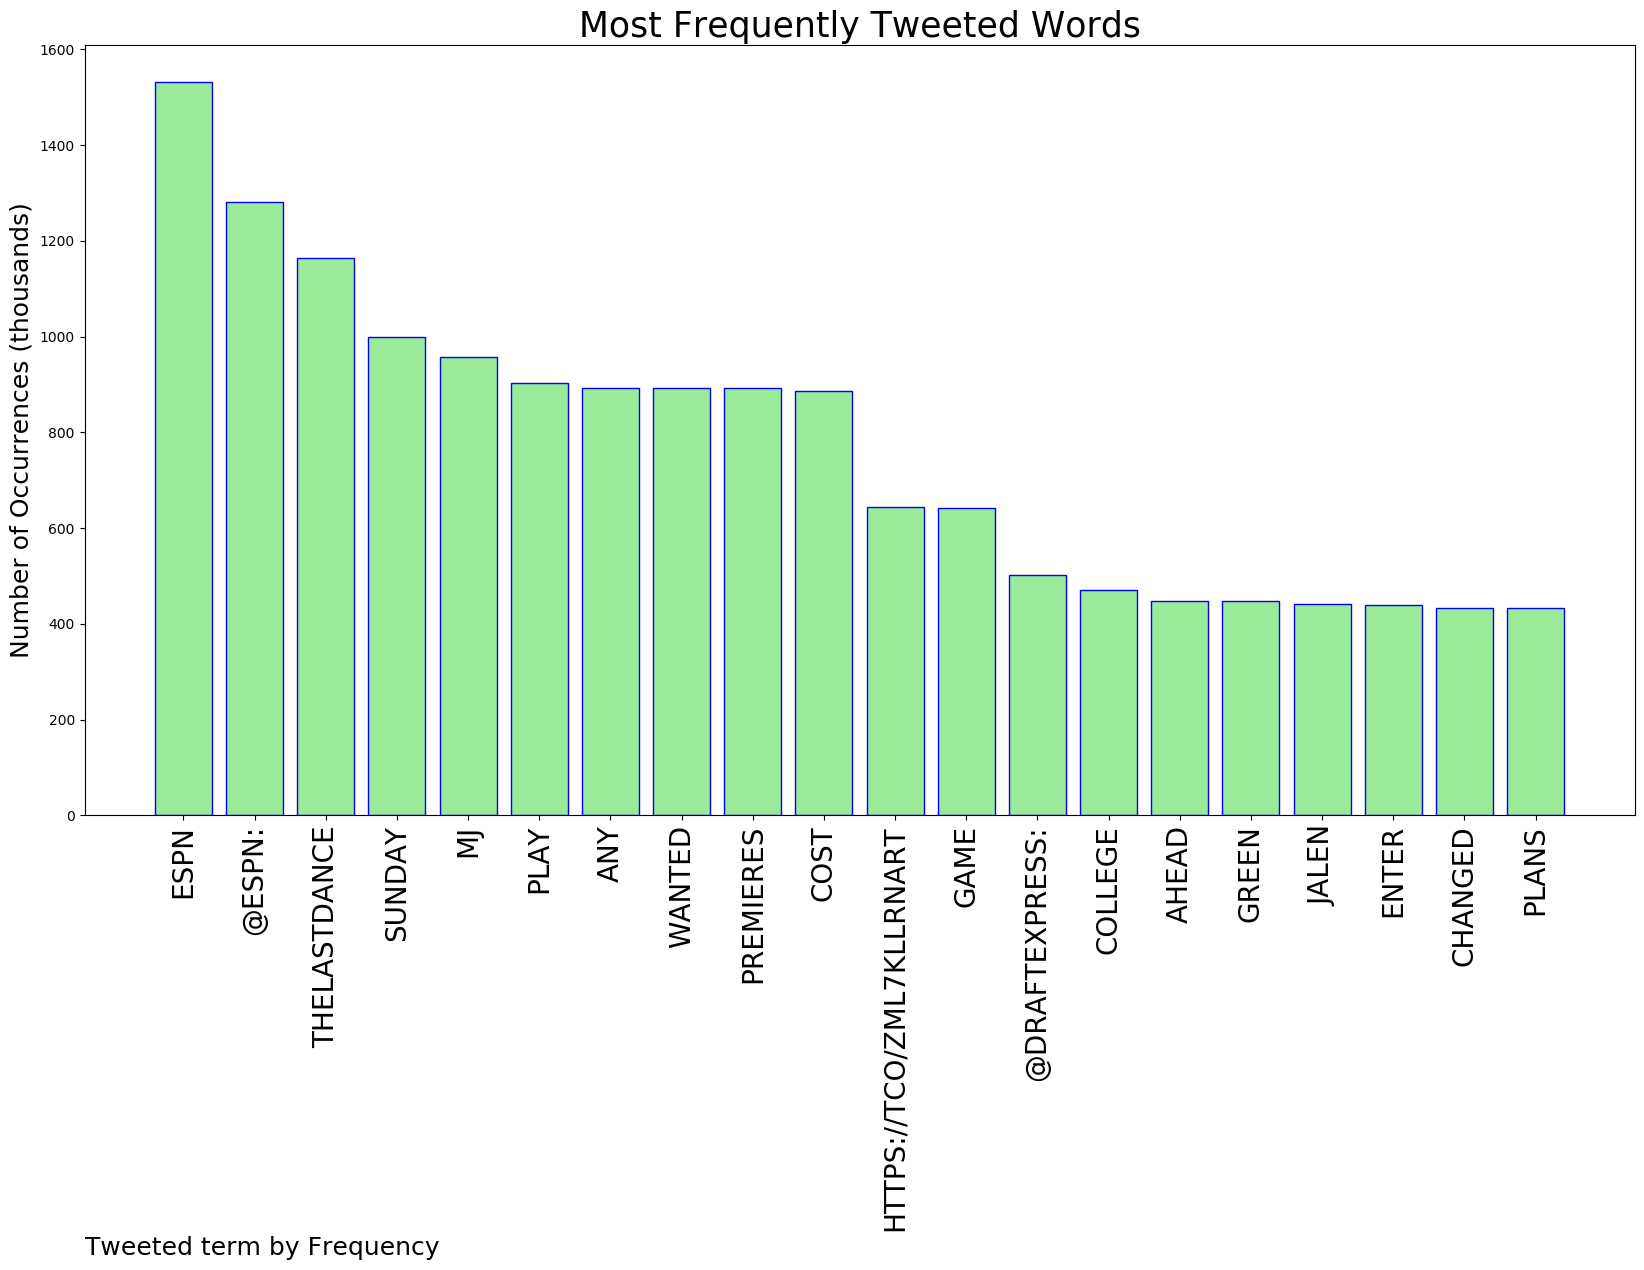 Most Frequently Tweeted Words
Number of Occurrences (thousands)
1600
1400
1200
1000
800
600
400
200
0
ESPN
@ESPN:
THELASTDANCE
SUNDAY
MJ
PLAY
ANY
WANTED
PREMIERES
COST
HTTPS://TCO/ZML7KLLRNART
GAME
@DRAFTEXPRESS:
COLLEGE
AHEAD
GREEN
JALEN
ENTER
CHANGED
PLANS
Tweeted term by Frequency